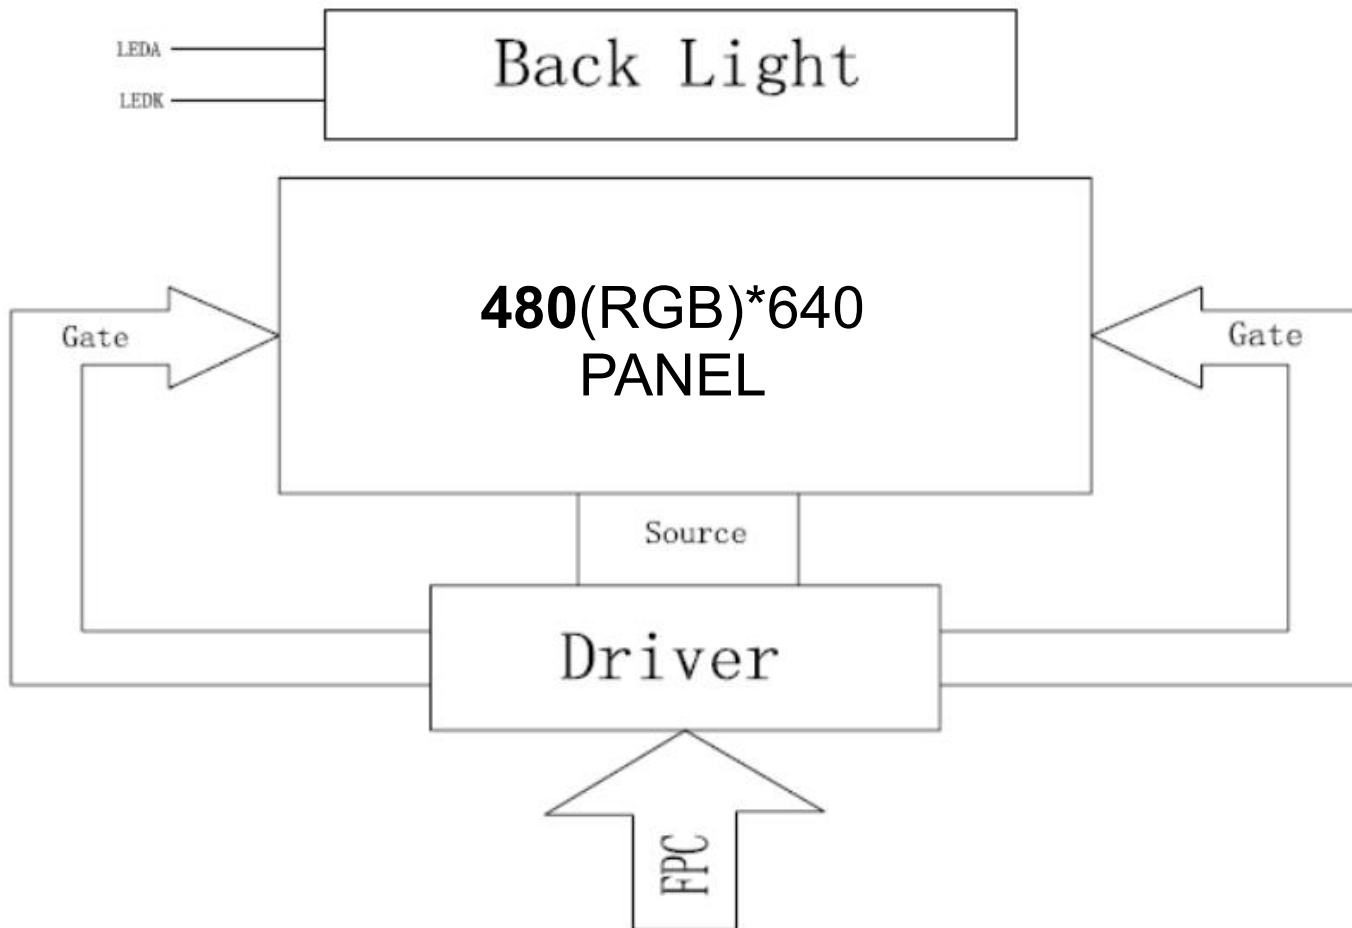 LEDA
Back Light
LEDK
480(RGB)*640
PANEL
Gate
Gate
Source
Driver
FPC